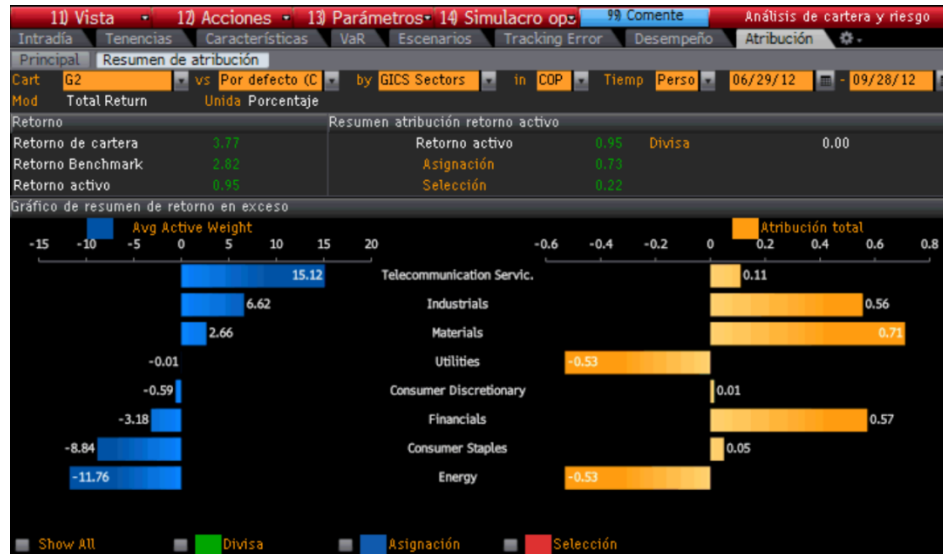 11) Vista 12) Acciones 13) Parámetros 14) Simulacro ops 99) Comente Análisis de cartera y riesgo
Intradía Tenencias Características VaR Escenarios Tracking Error Desempeño Atribución
Principal Resumen de atribución
Cart G2 vs Por defecto (C by GICS Sectors in COP Tiemp Perso 06/29/12 - 09/28/12
Mod Total Return Unida Porcentaje
Retorno Resumen atribución retorno activo
Retorno de cartera 3.77 Retorno activo 0.95 Divisa 0.00
Retorno Benchmark 2.82 Asignación 0.73
Retorno activo 0.95 Selección 0.22
Gráfico de resumen de retorno en exceso
Avg Active Weight Atribución total
-15 -10 -5 0 5 10 15 20 -0.6 -0.4 -0.2 0 0.2 0.4 0.6 0.8
15.12 Telecommunication Servic. 0.11
6.62 Industrials 0.56
2.66 Materials 0.71
-0.01 Utilities -0.53
-0.59 Consumer Discretionary 0.01
-3.18 Financials 0.57
-8.84 Consumer Staples 0.05
-11.76 Energy -0.53
Show All Divisa Asignación Selección